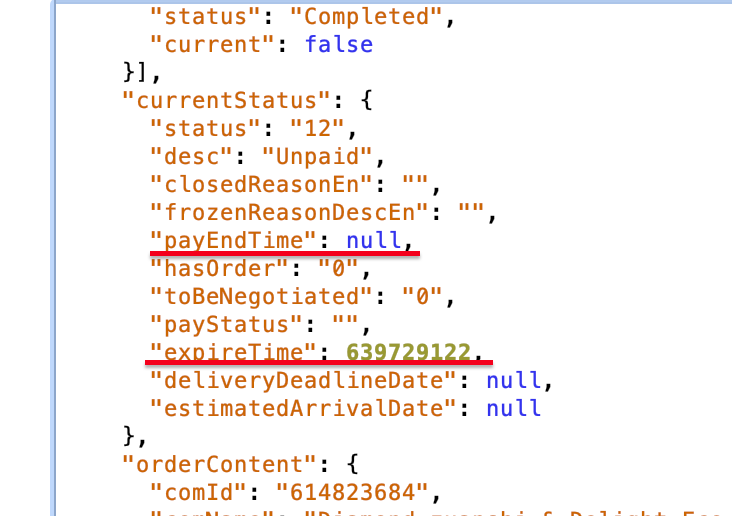 "status": "Completed",
"current": false
}],
"currentStatus": {
"status": "12",
"desc": "Unpaid",
"closedReasonEn": "",
"frozenReasonDescEn": "",
"payEndTime": null,
"hasOrder": "0",
"toBeNegotiated": "0",
"payStatus": "",
"expireTime": 639729122,
"deliveryDeadlineDate": null,
"estimatedArrivalDate": null
},
"orderContent": {
"comId": "614823684",